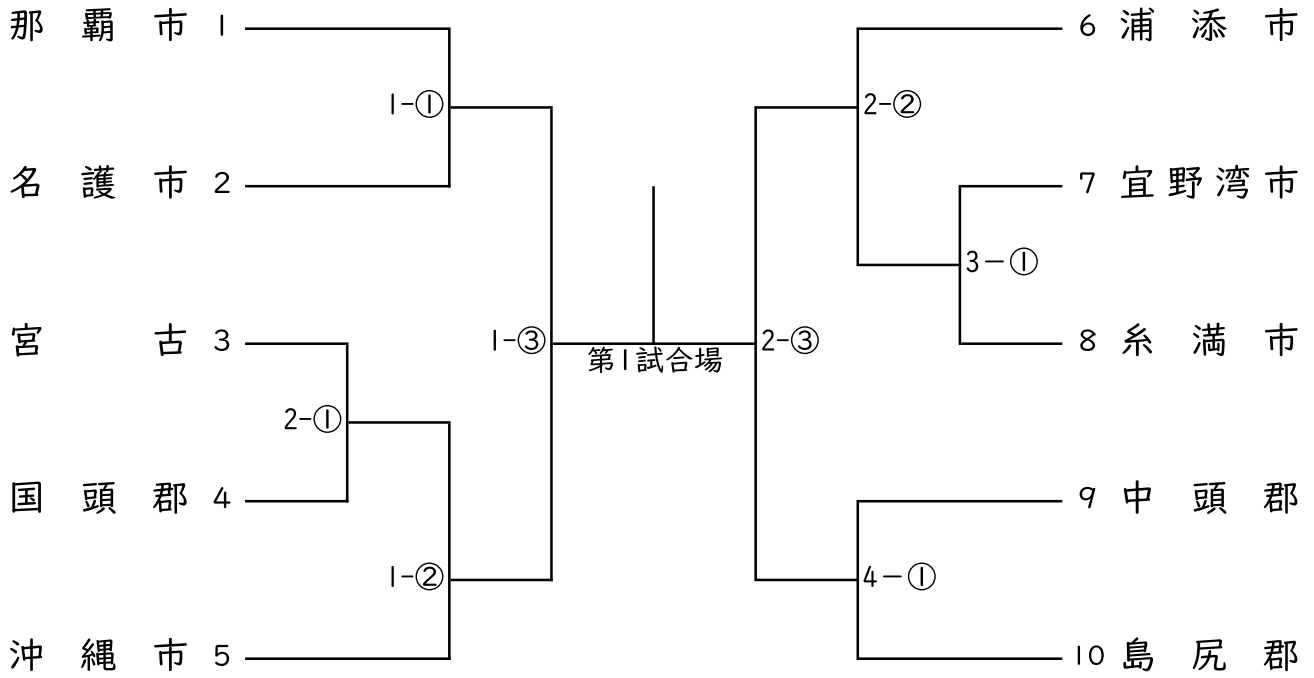 那覇市 1
6 浦添市
1-①
2-②
名護市 2
7 宜野湾市
3-①
宮古 3
1-③
2-③
8 糸満市
第1試合場
2-①
国頭郡 4
9 中頭郡
1-②
4-①
沖縄市 5
10 島尻郡